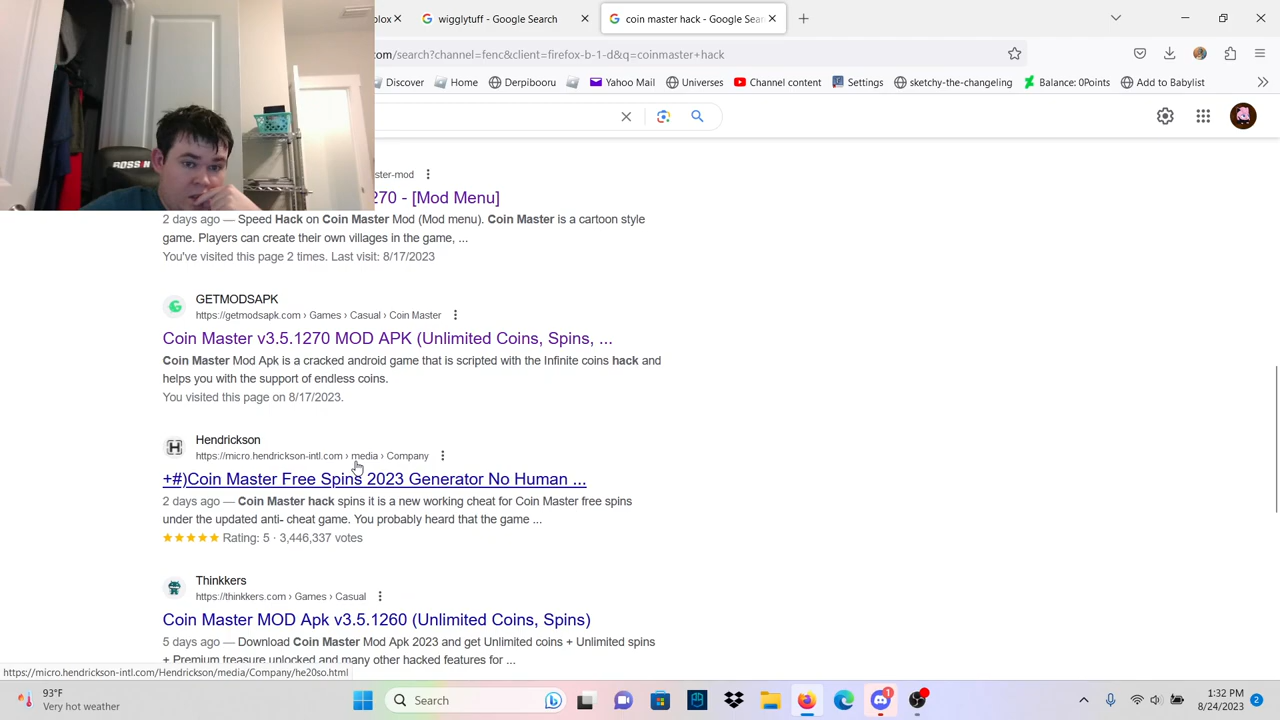 olox
wigglytuff - Google Search
coin master hack - Google Sea
om/search?channel=fenc&client=firefox-b-1-d&q=coinmaster+hack
Discover
Home
Derpibooru
Yahoo Mail
Universes
Channel content
Settings
sketchy-the-changeling
Balance: 0Points
Add to Babylist
ROSSIN
ster-mod
270 - [Mod Menu]
2 days ago — Speed Hack on Coin Master Mod (Mod menu). Coin Master is a cartoon style
game. Players can create their own villages in the game, ...
You've visited this page 2 times. Last visit: 8/17/2023
GETMODSAPK
https://getmodsapk.com › Games › Casual › Coin Master
Coin Master v3.5.1270 MOD APK (Unlimited Coins, Spins, ...
Coin Master Mod Apk is a cracked android game that is scripted with the Infinite coins hack and
helps you with the support of endless coins.
You visited this page on 8/17/2023.
Hendrickson
https://micro.hendrickson-intl.com › media › Company
+#)Coin Master Free Spins 2023 Generator No Human ...
2 days ago — Coin Master hack spins it is a new working cheat for Coin Master free spins
under the updated anti- cheat game. You probably heard that the game ...
Rating: 5 · 3,446,337 votes
Thinkkers
https://thinkkers.com › Games › Casual
Coin Master MOD Apk v3.5.1260 (Unlimited Coins, Spins)
5 days ago — Download Coin Master Mod Apk 2023 and get Unlimited coins + Unlimited spins
+ Premium treasure unlocked and many other hacked features for ...
https://micro.hendrickson-intl.com/Hendrickson/media/Company/he20so.html
93°F
Very hot weather
Search
1
1:32 PM
8/24/2023
2